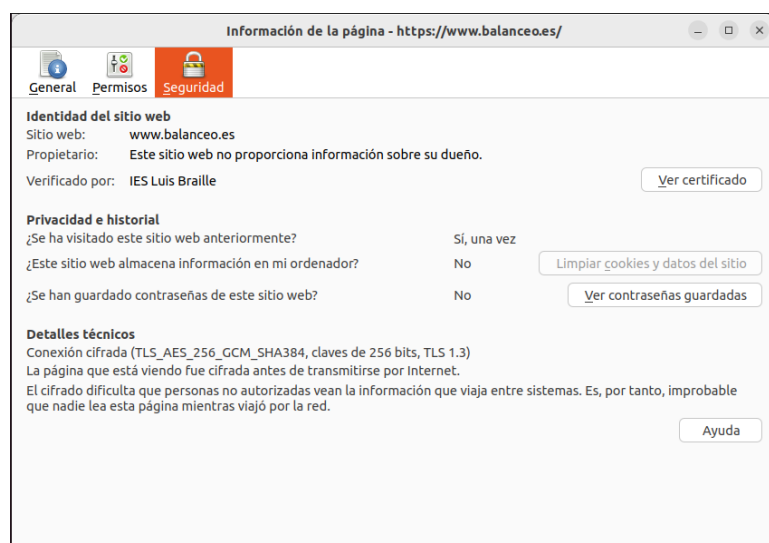 Información de la página - https://www.balanceo.es/
General Permisos Seguridad
Identidad del sitio web
Sitio web: www.balanceo.es
Propietario: Este sitio web no proporciona información sobre su dueño.
Verificado por: IES Luis Braille Ver certificado
Privacidad e historial
¿Se ha visitado este sitio web anteriormente? Sí, una vez
¿Este sitio web almacena información en mi ordenador? No Limpiar cookies y datos del sitio
¿Se han guardado contraseñas de este sitio web? No Ver contraseñas guardadas
Detalles técnicos
Conexión cifrada (TLS_AES_256_GCM_SHA384, claves de 256 bits, TLS 1.3)
La página que está viendo fue cifrada antes de transmitirse por Internet.
El cifrado dificulta que personas no autorizadas vean la información que viaja entre sistemas. Es, por tanto, improbable
que nadie lea esta página mientras viajó por la red.
Ayuda